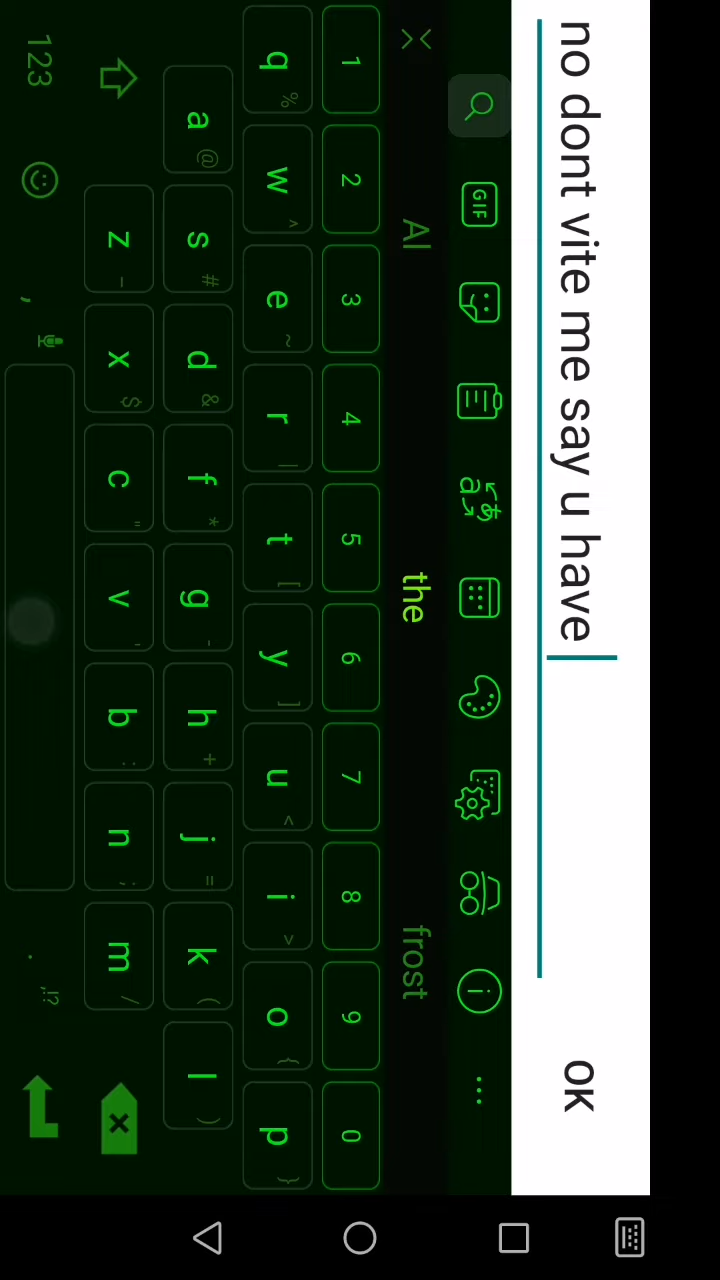 no dont vite me say u have
OK
GIF
AI the frost
1 2 3 4 5 6 7 8 9 0
q % w ^ e ~ r | t [ y ] u < i > o { p }
a @ s # d & f * g - h + j = k ( l )
z _ x $ c " v ' b : n ; m /
123 , . ,!?